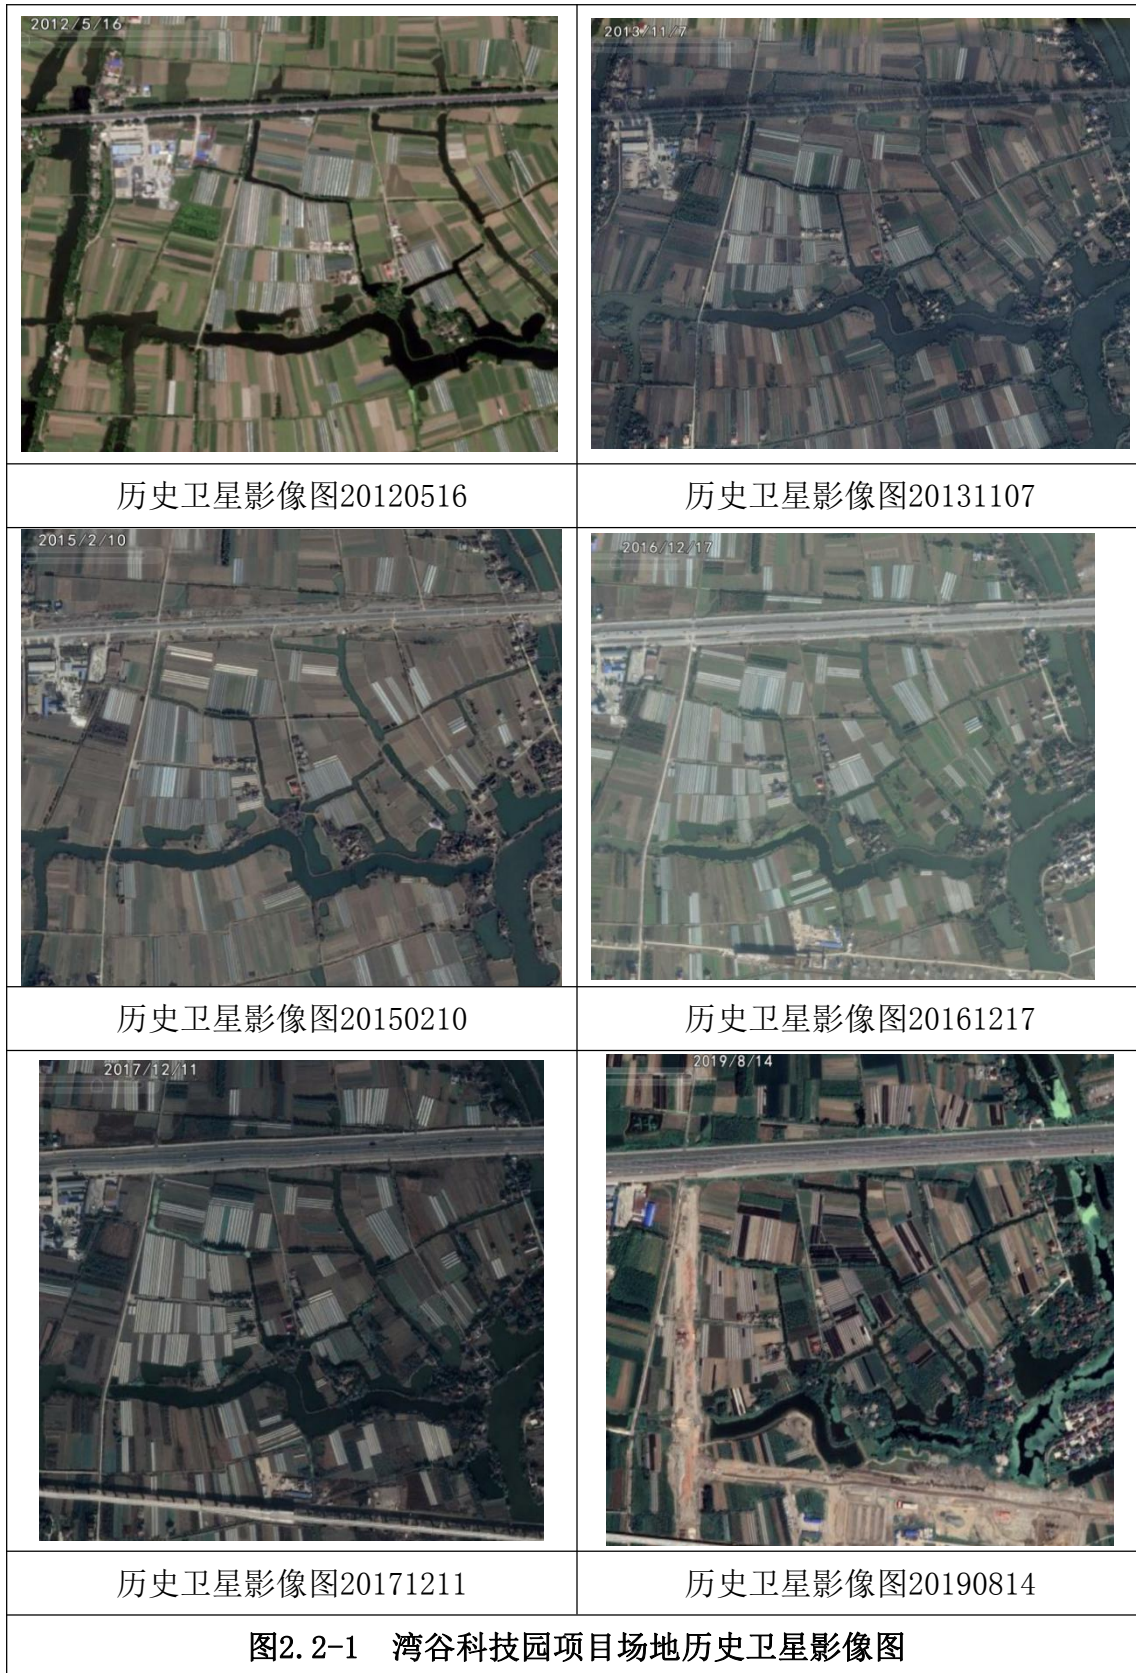 2012/5/16
2013/11/7
历史卫星影像图20120516
历史卫星影像图20131107
2015/2/10
2016/12/17
历史卫星影像图20150210
历史卫星影像图20161217
2017/12/11
2019/8/14
历史卫星影像图20171211
历史卫星影像图20190814
图2.2-1 湾谷科技园项目场地历史卫星影像图